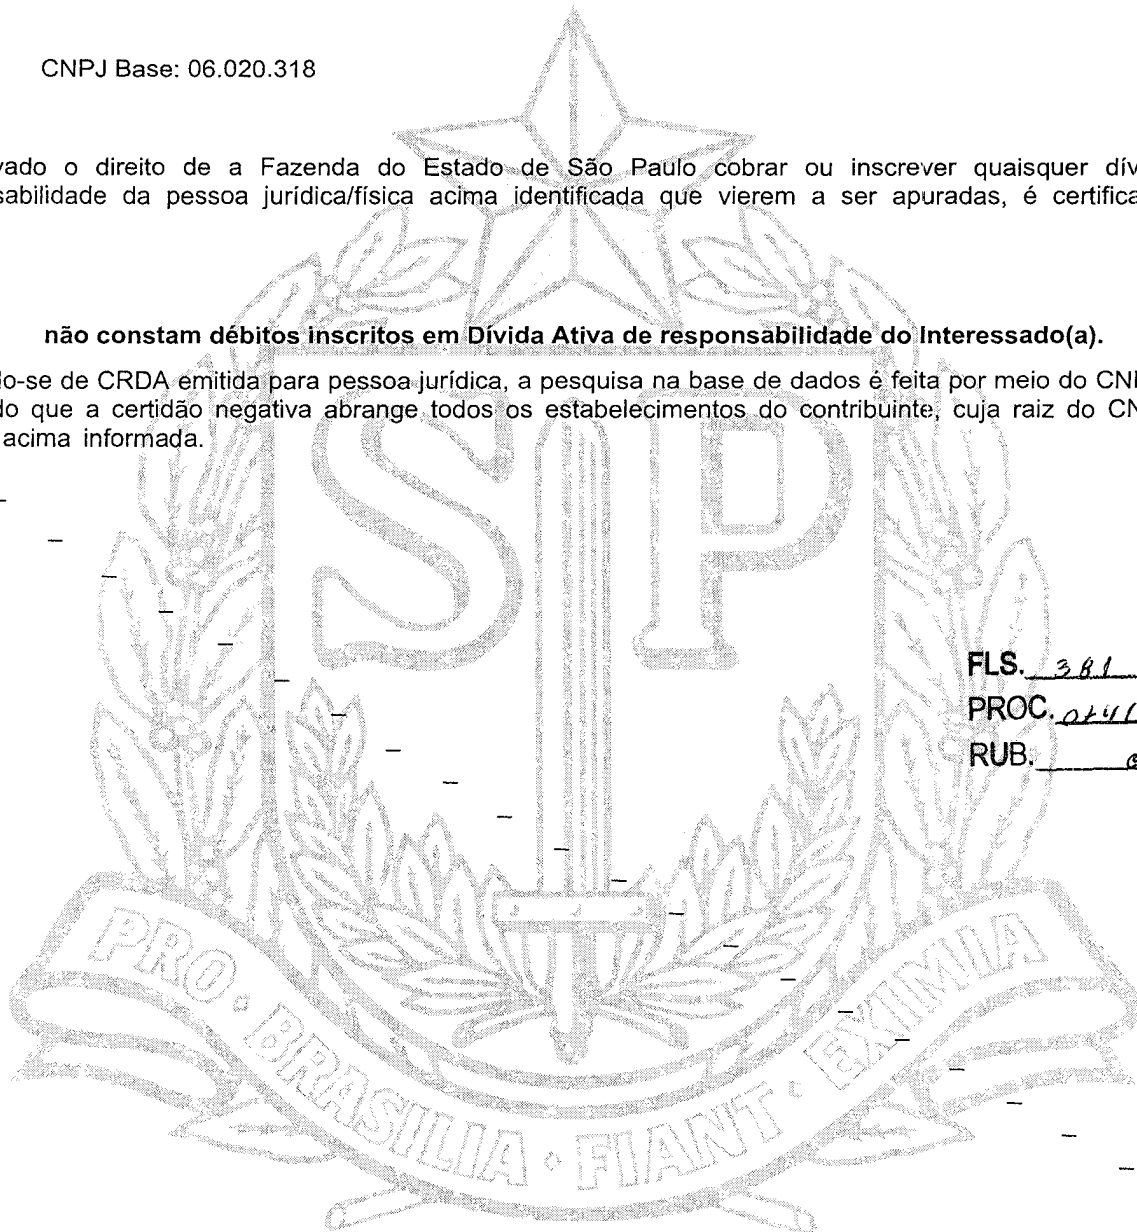 CNPJ Base: 06.020.318
vado o direito de a Fazenda do Estado de São Paulo cobrar ou inscrever quaisquer dív
sabilidade da pessoa jurídica/física acima identificada que vierem a ser apuradas, é certifica
não constam débitos inscritos em Dívida Ativa de responsabilidade do Interessado(a).
do-se de CRDA emitida para pessoa jurídica, a pesquisa na base de dados é feita por meio do CN
do que a certidão negativa abrange todos os estabelecimentos do contribuinte, cuja raiz do CN
acima informada.
SP
FLS. 381
PROC.
RUB.
PRO · BRASILIA · FIANT · EXIMIA